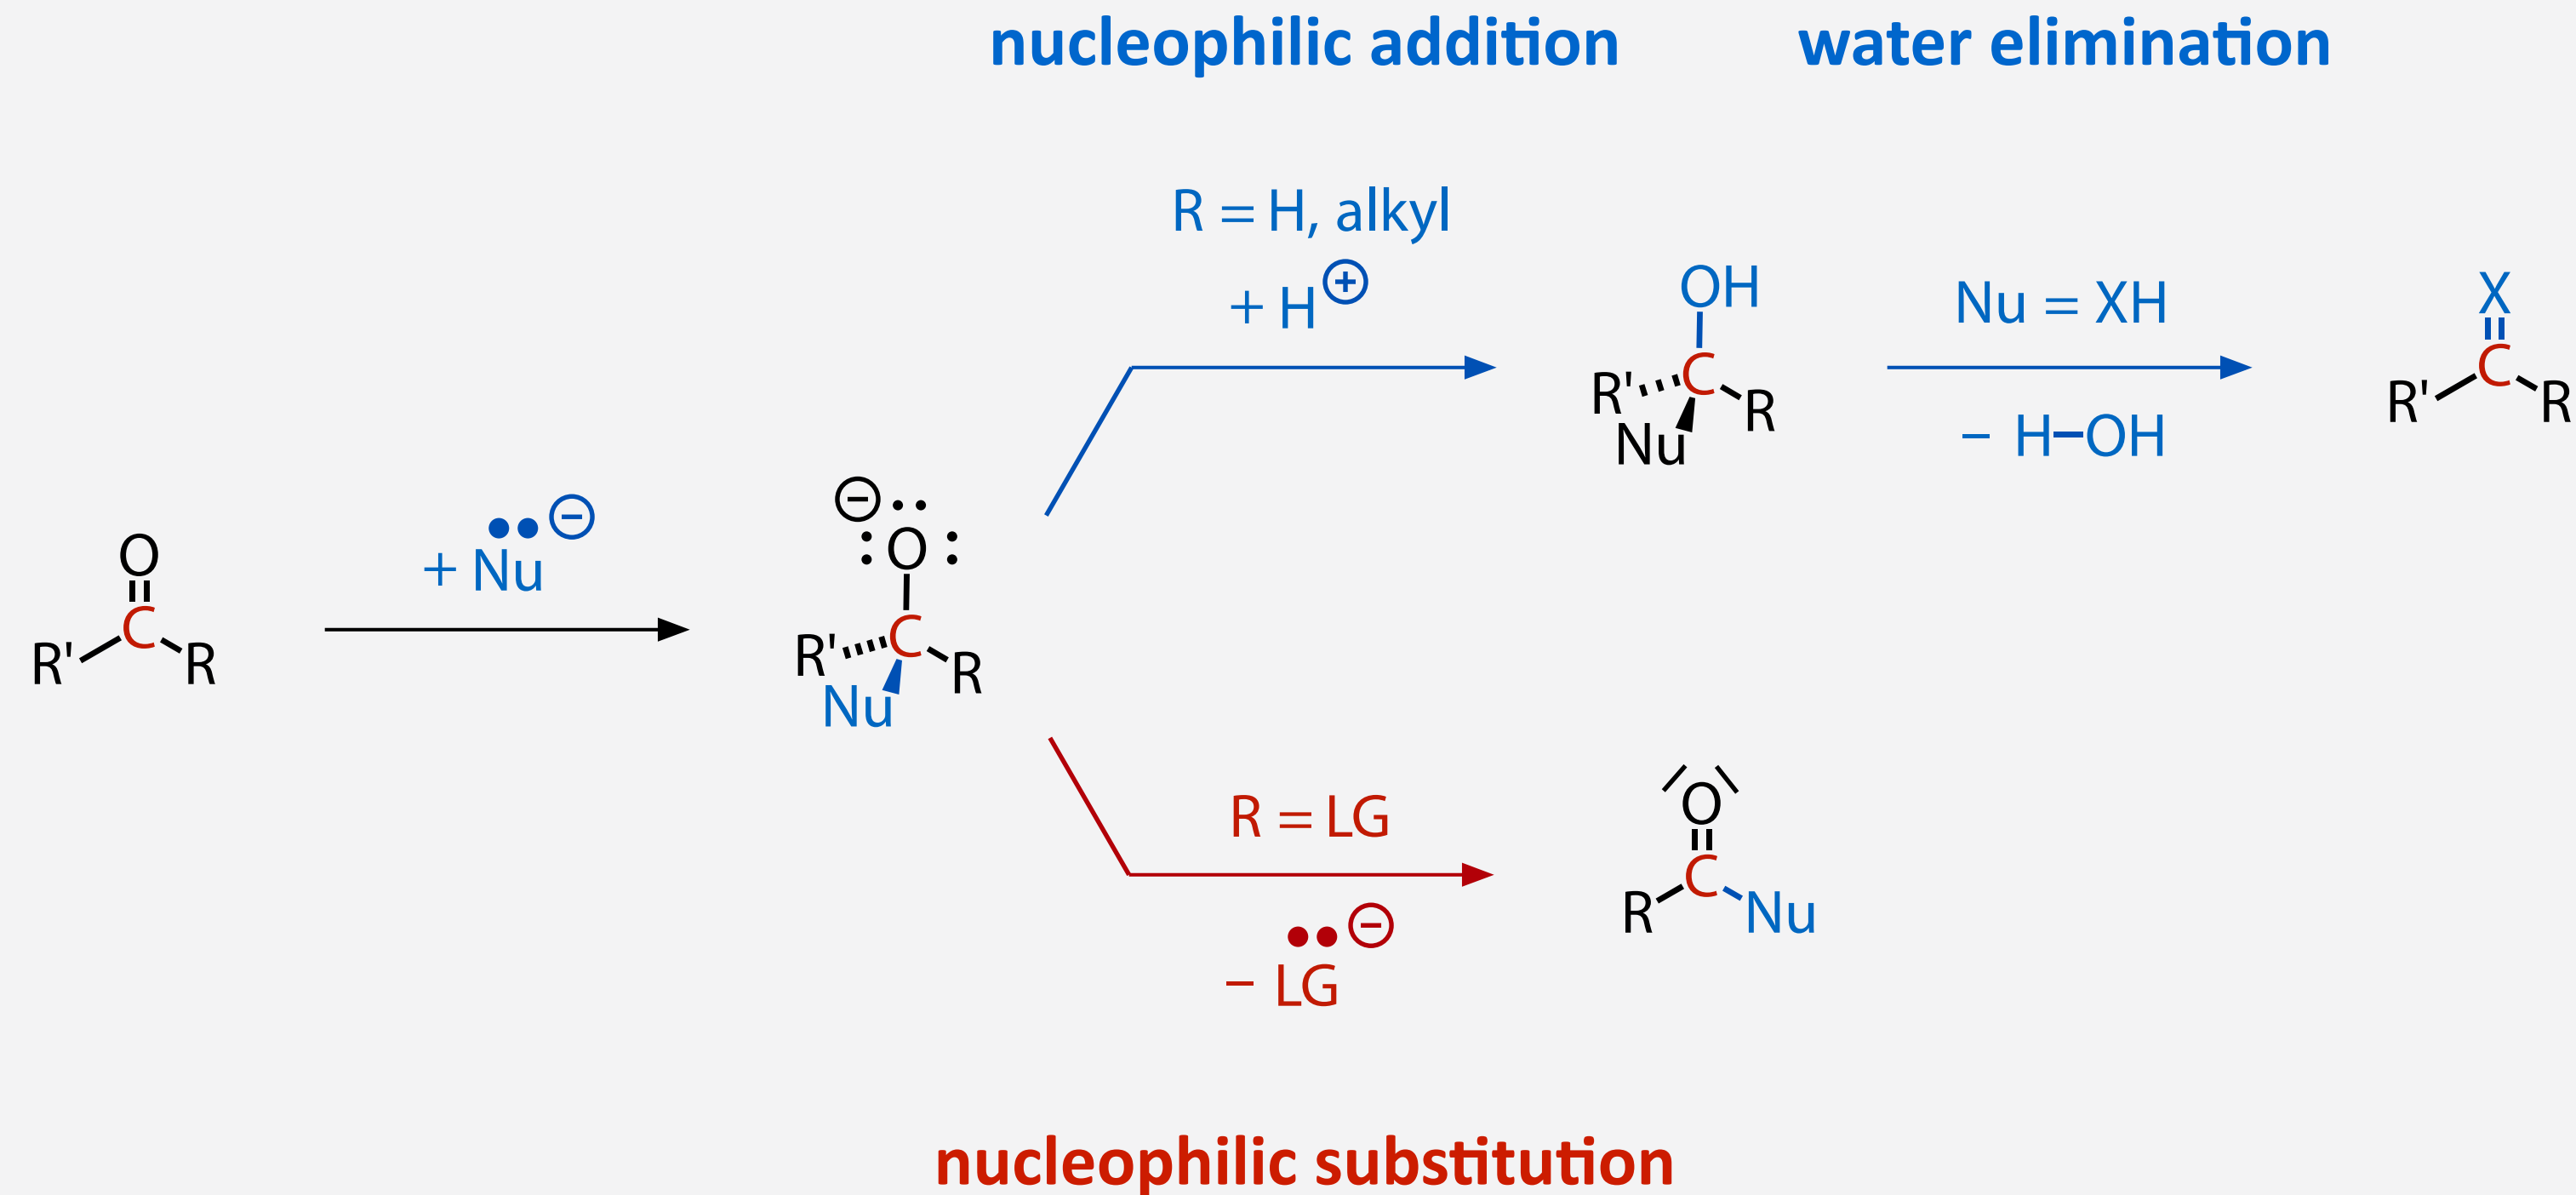 nucleophilic addition
water elimination
R = H, alkyl
+ H ⊕
OH
R' C R
Nu
Nu = XH
− H−OH
X
R' C R
O
R' C R
+ Nu ⊖
⊖
O
R' C R
Nu
R = LG
− LG ⊖
O
R C Nu
nucleophilic substitution